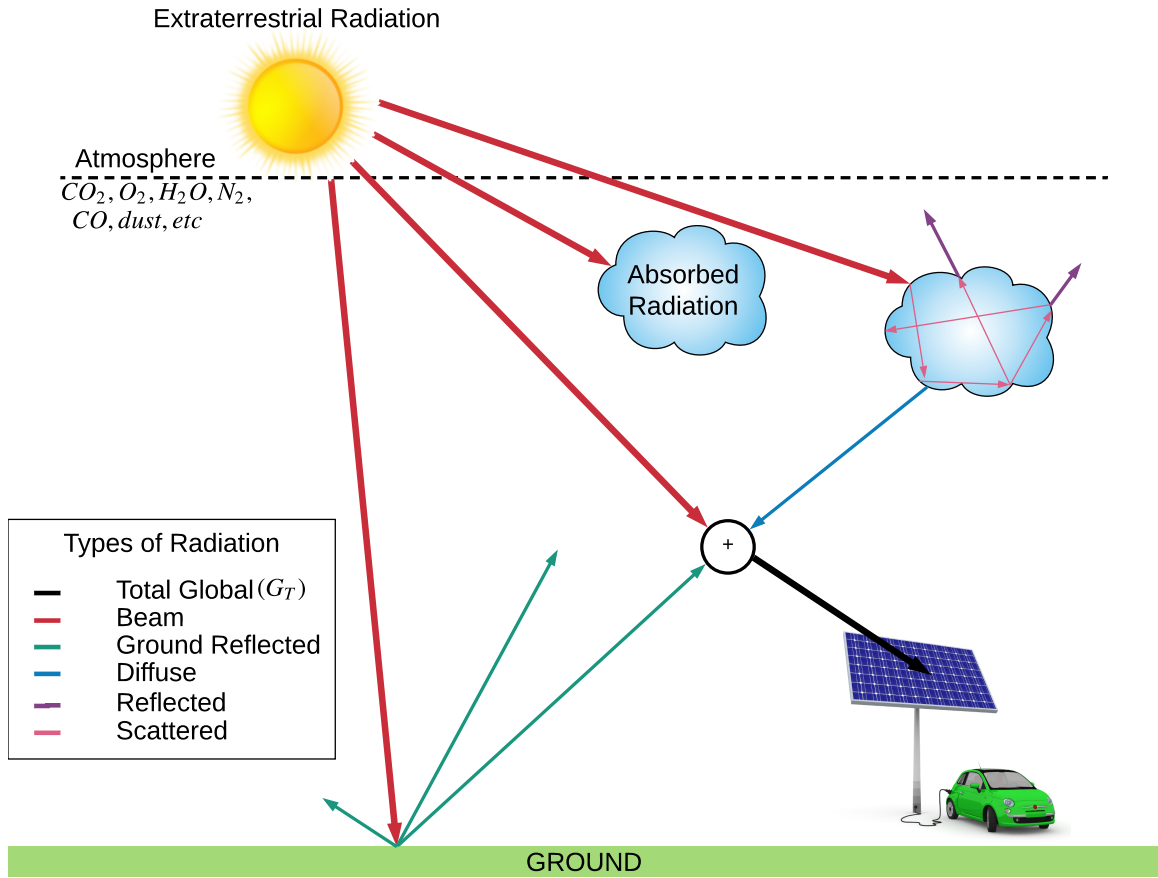 Extraterrestrial Radiation
Atmosphere
CO₂, O₂, H₂O, N₂,
CO, dust, etc
Absorbed
Radiation
+
Types of Radiation
Total Global (G_T)
Beam
Ground Reflected
Diffuse
Reflected
Scattered
GROUND